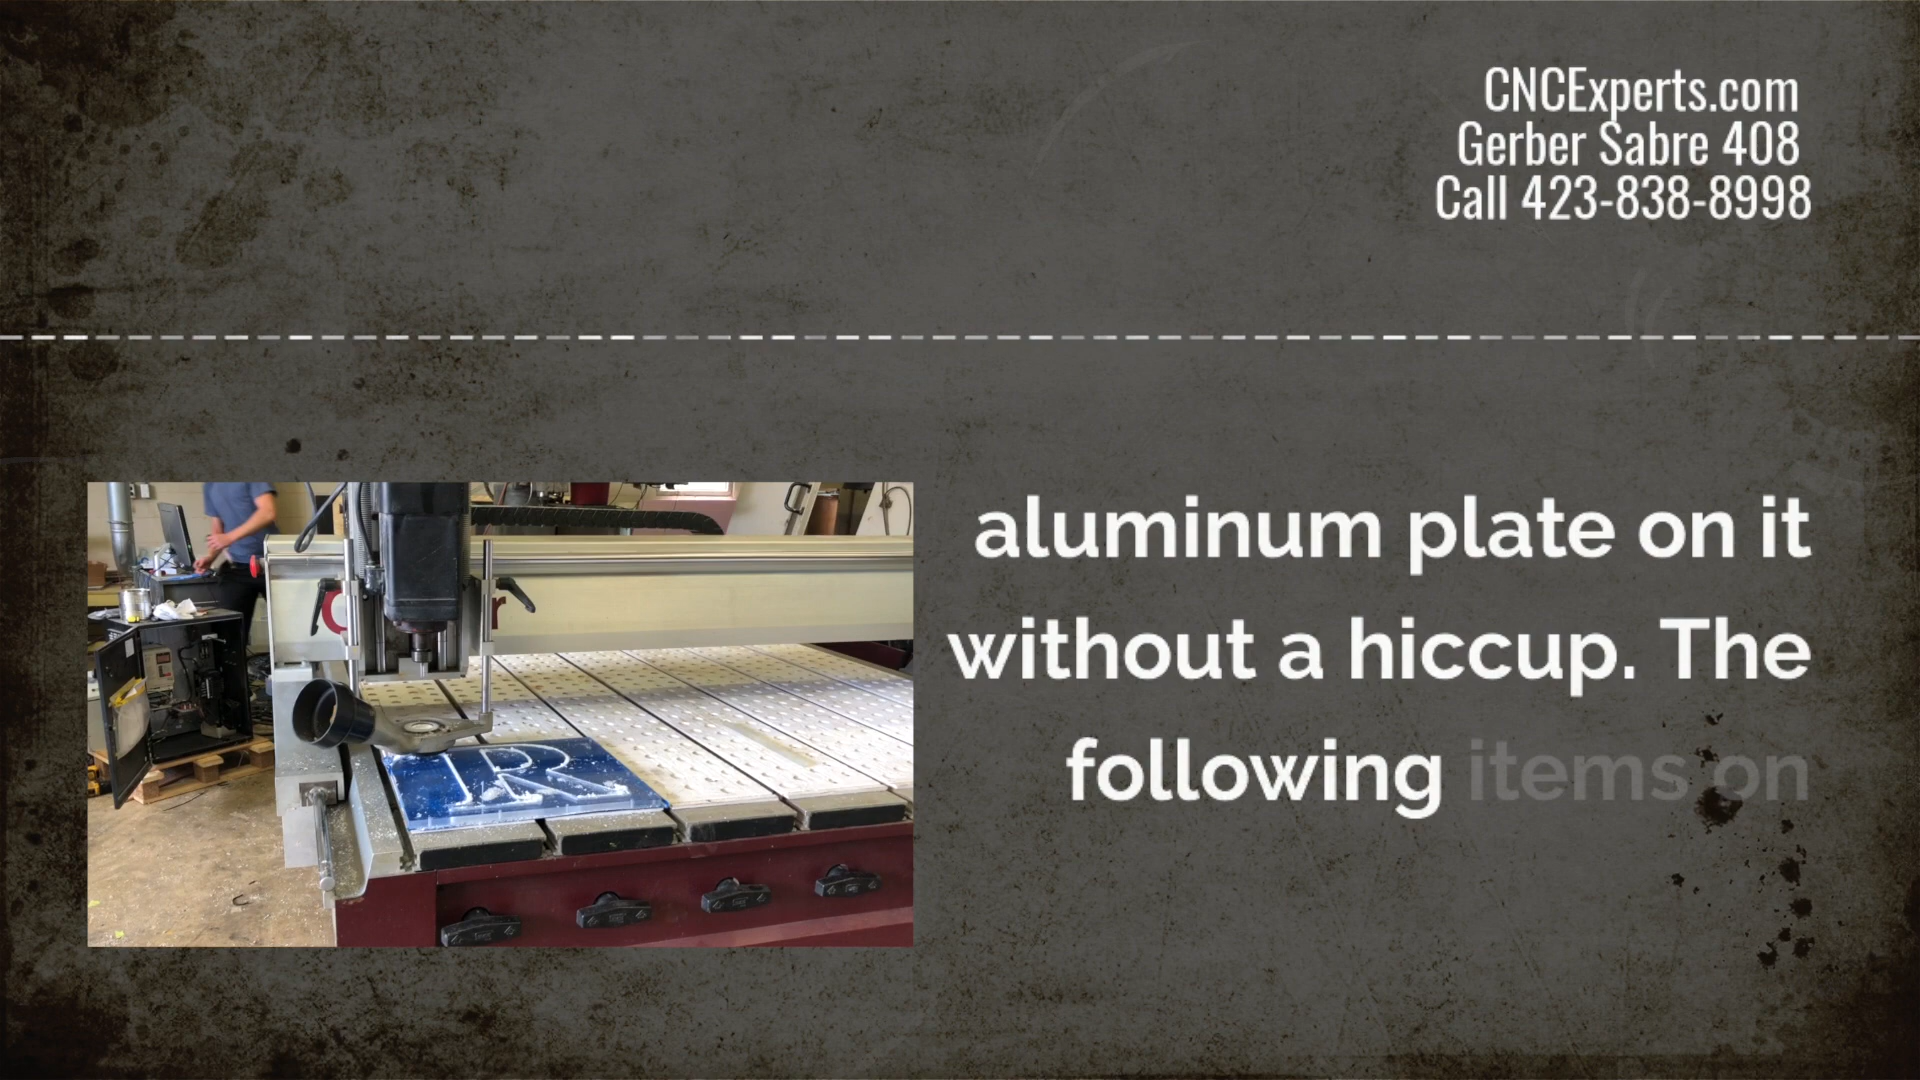 CNCExperts.com
Gerber Sabre 408
Call 423-838-8998
aluminum plate on it
without a hiccup. The
following items on